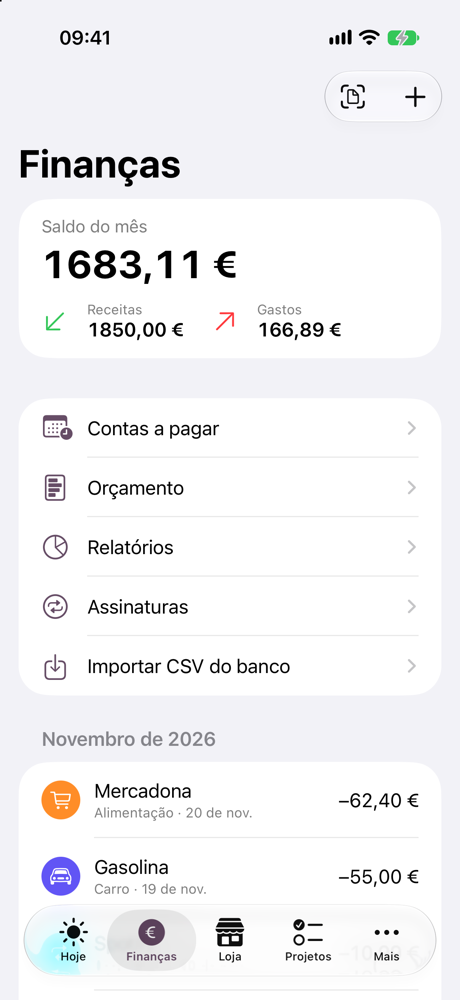 09:41
Finanças
Saldo do mês
1683,11 €
Receitas
1850,00 €
Gastos
166,89 €
Contas a pagar
Orçamento
Relatórios
Assinaturas
Importar CSV do banco
Novembro de 2026
Mercadona
Alimentação · 20 de nov.
–62,40 €
Gasolina
Carro · 19 de nov.
–55,00 €
Hoje
Finanças
Loja
Projetos
Mais